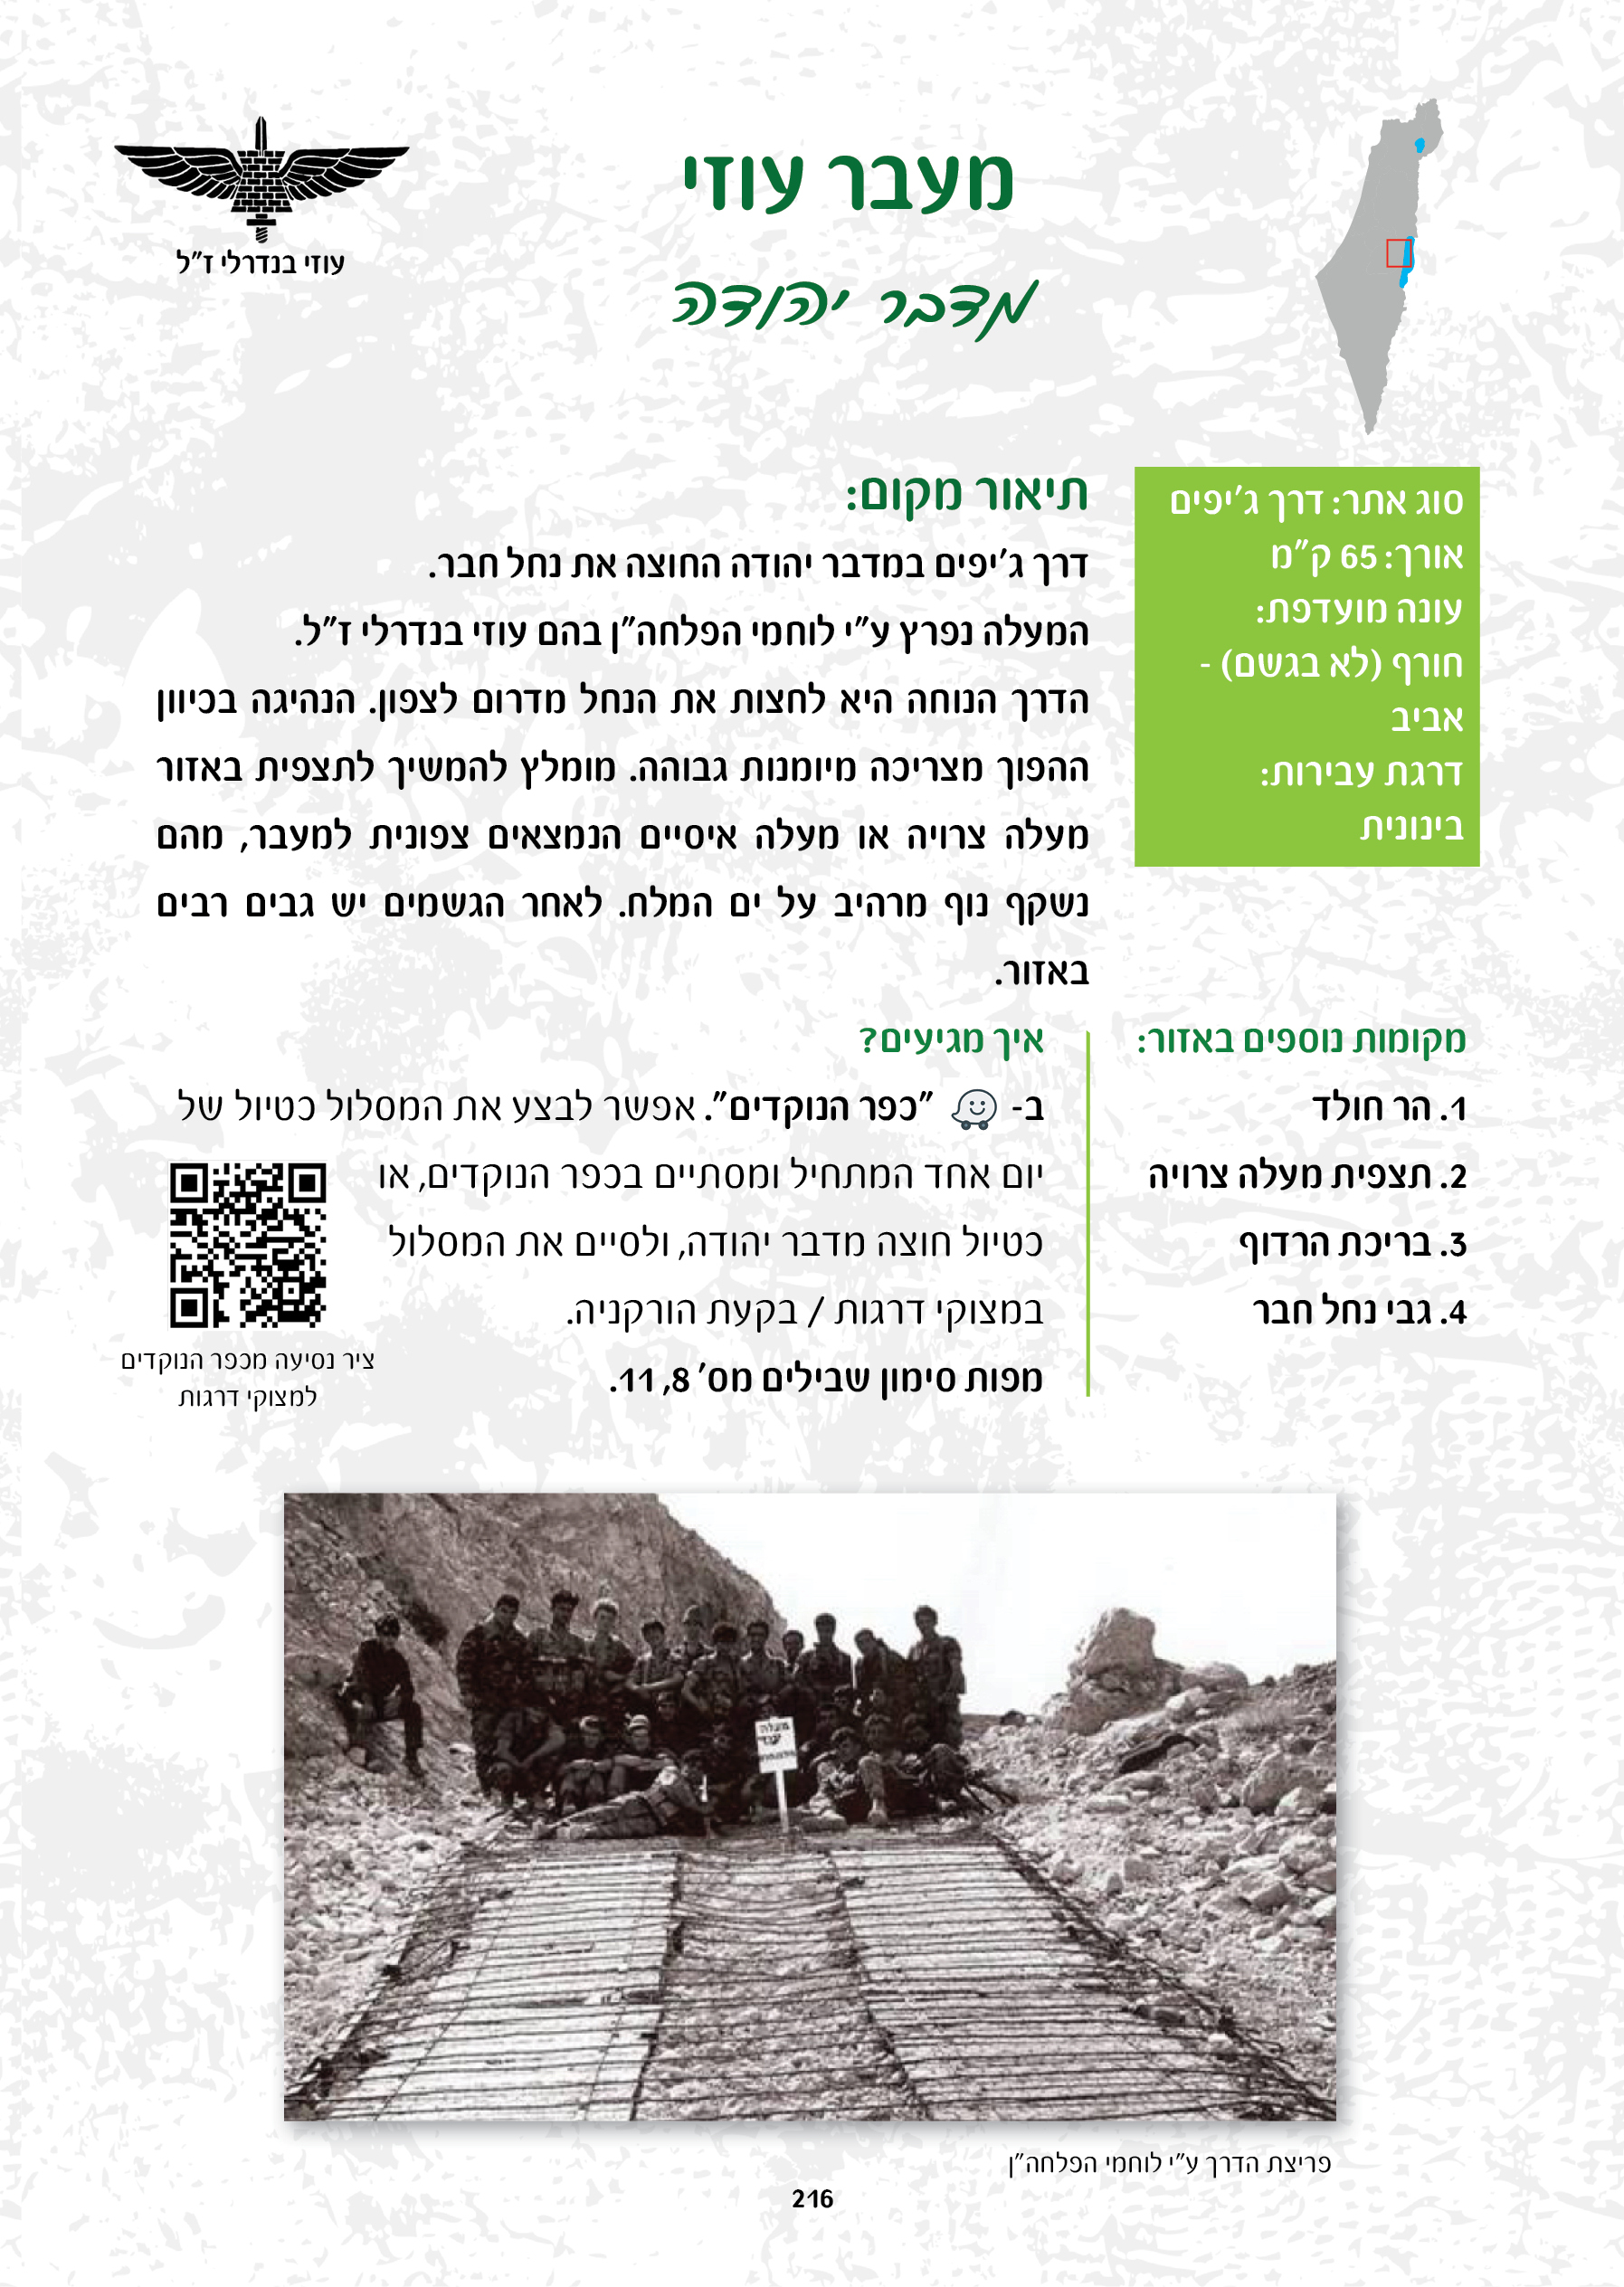 מעבר עוזי
מדבר יהודה
עוזי בנדרלי ז"ל
סוג אתר: דרך ג'יפים
אורך: 65 ק"מ
עונה מועדפת:
חורף (לא בגשם) -
אביב
דרגת עבירות:
בינונית
תיאור מקום:
דרך ג'יפים במדבר יהודה החוצה את נחל חבר.
המעלה נפרץ ע"י לוחמי הפלחה"ן בהם עוזי בנדרלי ז"ל.
הדרך הנוחה היא לחצות את הנחל מדרום לצפון. הנהיגה בכיוון
ההפוך מצריכה מיומנות גבוהה. מומלץ להמשיך לתצפית באזור
מעלה צרויה או מעלה איסיים הנמצאים צפונית למעבר, מהם
נשקף נוף מרהיב על ים המלח. לאחר הגשמים יש גבים רבים
באזור.
מקומות נוספים באזור:
1. הר חולד
2. תצפית מעלה צרויה
3. בריכת הרדוף
4. גבי נחל חבר
איך מגיעים?
ב- "כפר הנוקדים". אפשר לבצע את המסלול כטיול של
יום אחד המתחיל ומסתיים בכפר הנוקדים, או
כטיול חוצה מדבר יהודה, ולסיים את המסלול
במצוקי דרגות / בקעת הורקניה.
מפות סימון שבילים מס' 8, 11.
ציר נסיעה מכפר הנוקדים
למצוקי דרגות
מעלה
פריצת הדרך ע"י לוחמי הפלחה"ן
216